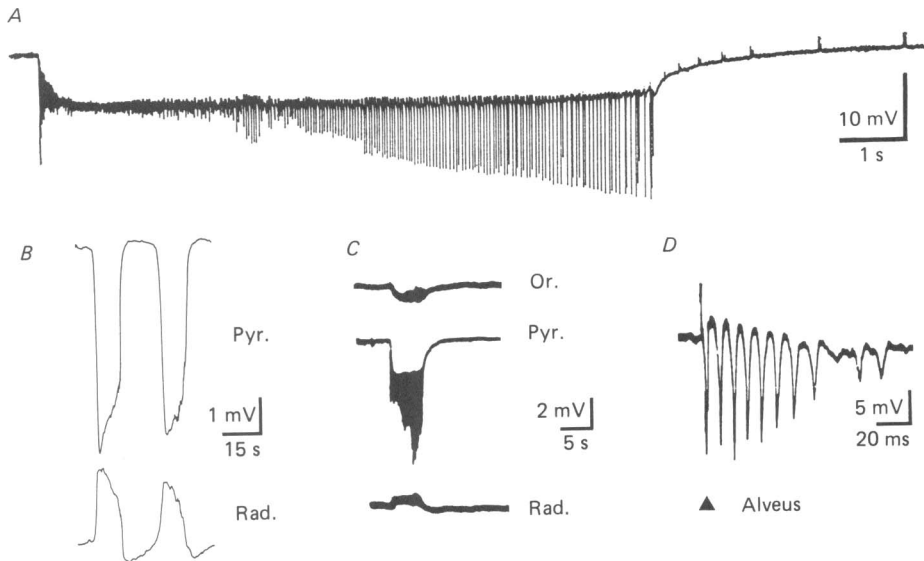 A
10 mV
1 s
B
Pyr.
1 mV
15 s
Rad.
C
Or.
Pyr.
2 mV
5 s
Rad.
D
5 mV
20 ms
▲ Alveus